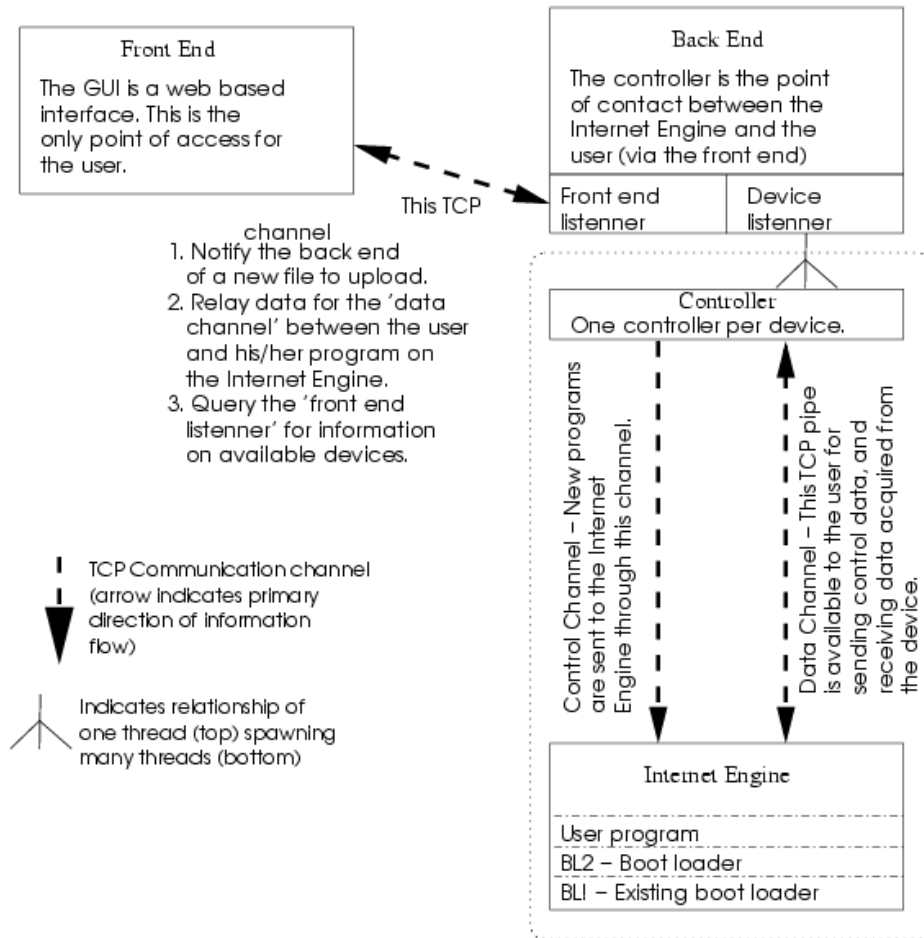 Front End
The GUI is a web based
interface. This is the
only point of access for
the user.
Back End
The controller is the point
of contact between the
Internet Engine and the
user (via the front end)
Front end
listenner
Device
listenner
This TCP
channel
1. Notify the back end
of a new file to upload.
2. Relay data for the 'data
channel' between the user
and his/her program on
the Internet Engine.
3. Query the 'front end
listenner' for information
on available devices.
Controller
One controller per device.
Control Channel – New programs
are sent to the Internet
Engine through this channel.
Data Channel – This TCP pipe
is available to the user for
sending control data, and
receiving data acquired from
the device.
TCP Communication channel
(arrow indicates primary
direction of information
flow)
Indicates relationship of
one thread (top) spawning
many threads (bottom)
Internet Engine
User program
BL2 – Boot loader
BL1 – Existing boot loader